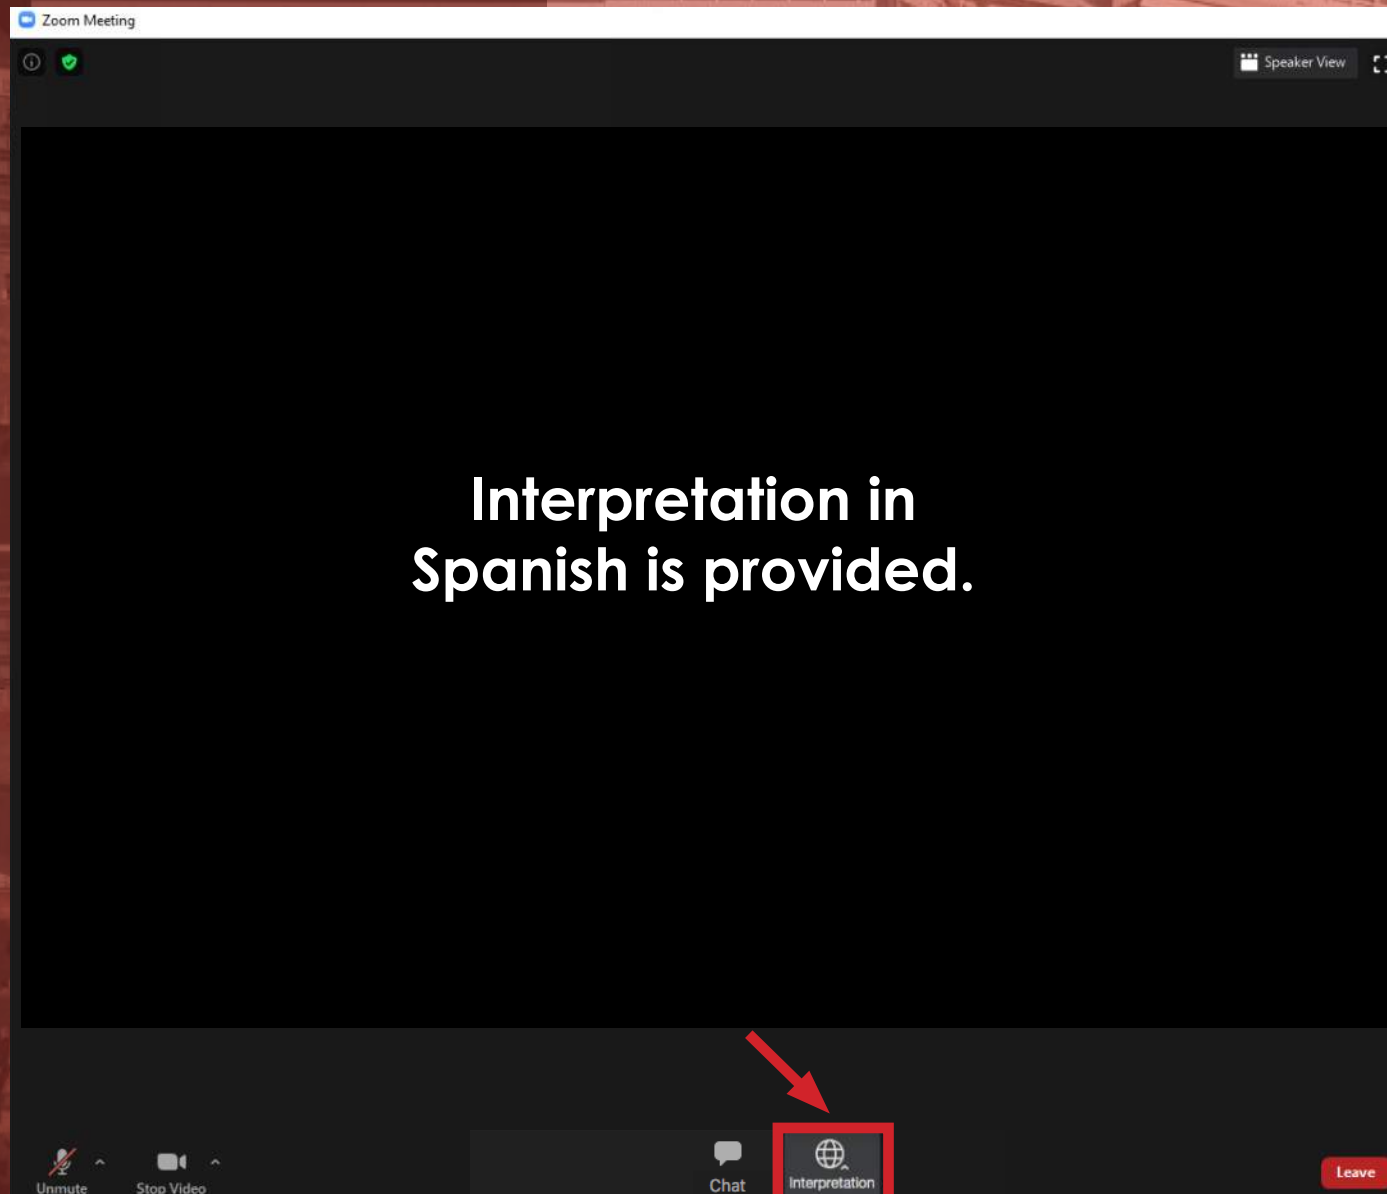 Zoom Meeting
Speaker View
Interpretation in
Spanish is provided.
Unmute
Stop Video
Chat
Interpretation
Leave